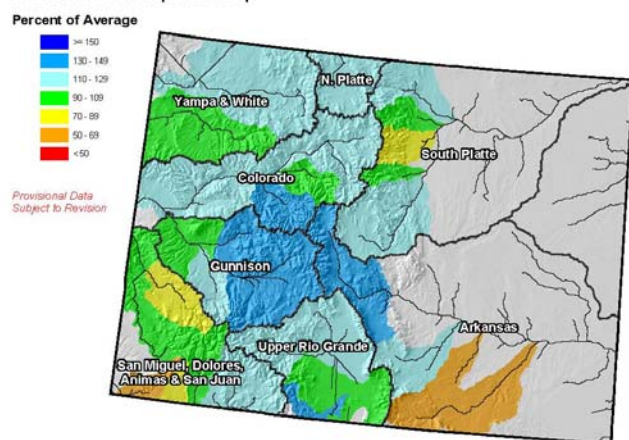 Percent of Average
>= 150
130 - 149
110 - 129
90 - 109
70 - 89
50 - 69
<50
Provisional Data
Subject to Revision
N. Platte
Yampa & White
South Platte
Colorado
Gunnison
Arkansas
Upper Rio Grande
San Miguel, Dolores,
Animas & San Juan